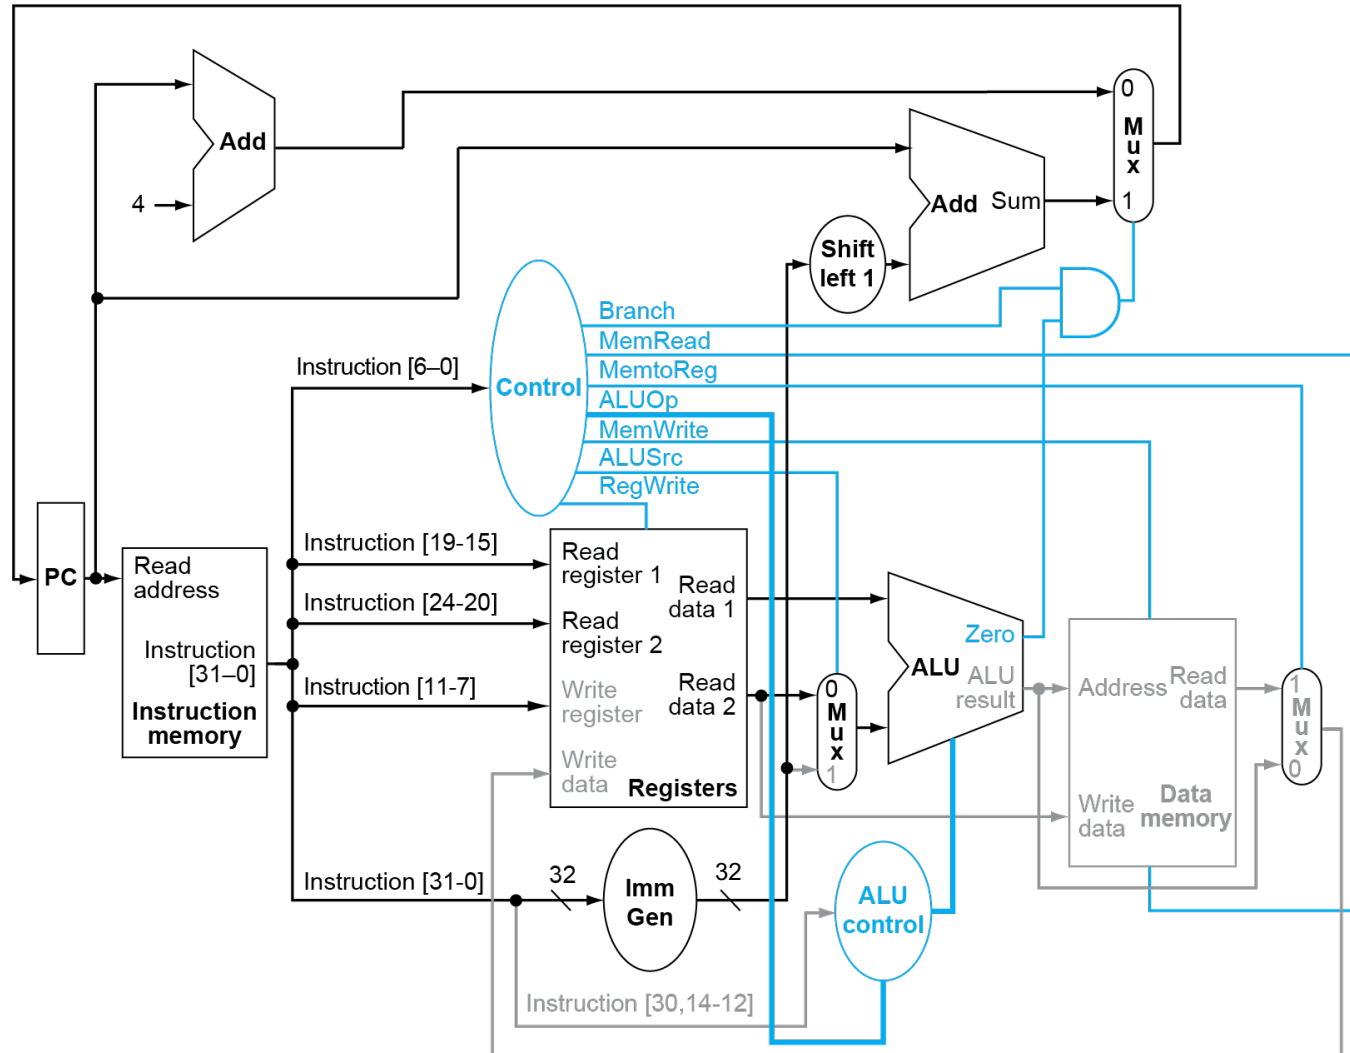 0
Mux
1
Add
4
Add
Sum
Shift
left 1
Branch
MemRead
MemtoReg
ALUOp
MemWrite
ALUSrc
RegWrite
Instruction [6–0]
Control
PC
Read
address
Instruction
[31–0]
Instruction
memory
Instruction [19-15]
Instruction [24-20]
Instruction [11-7]
Instruction [31-0]
Read
register 1
Read
register 2
Write
register
Write
data
Read
data 1
Read
data 2
Registers
0
Mux
1
Zero
ALU
ALU
result
Address
Read
data
Write
data
Data
memory
1
Mux
0
32
Imm
Gen
32
ALU
control
Instruction [30,14-12]